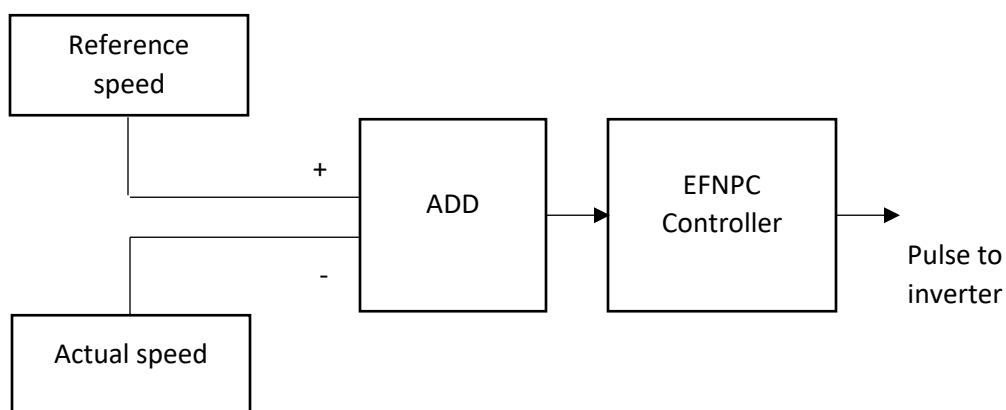 Reference
speed
+
ADD
EFNPC
Controller
-
Pulse to
inverter
Actual speed